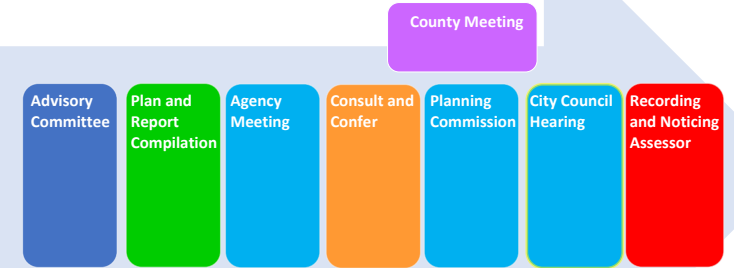 County Meeting
Advisory
Committee
Plan and
Report
Compilation
Agency
Meeting
Consult and
Confer
Planning
Commission
City Council
Hearing
Recording
and Noticing
Assessor